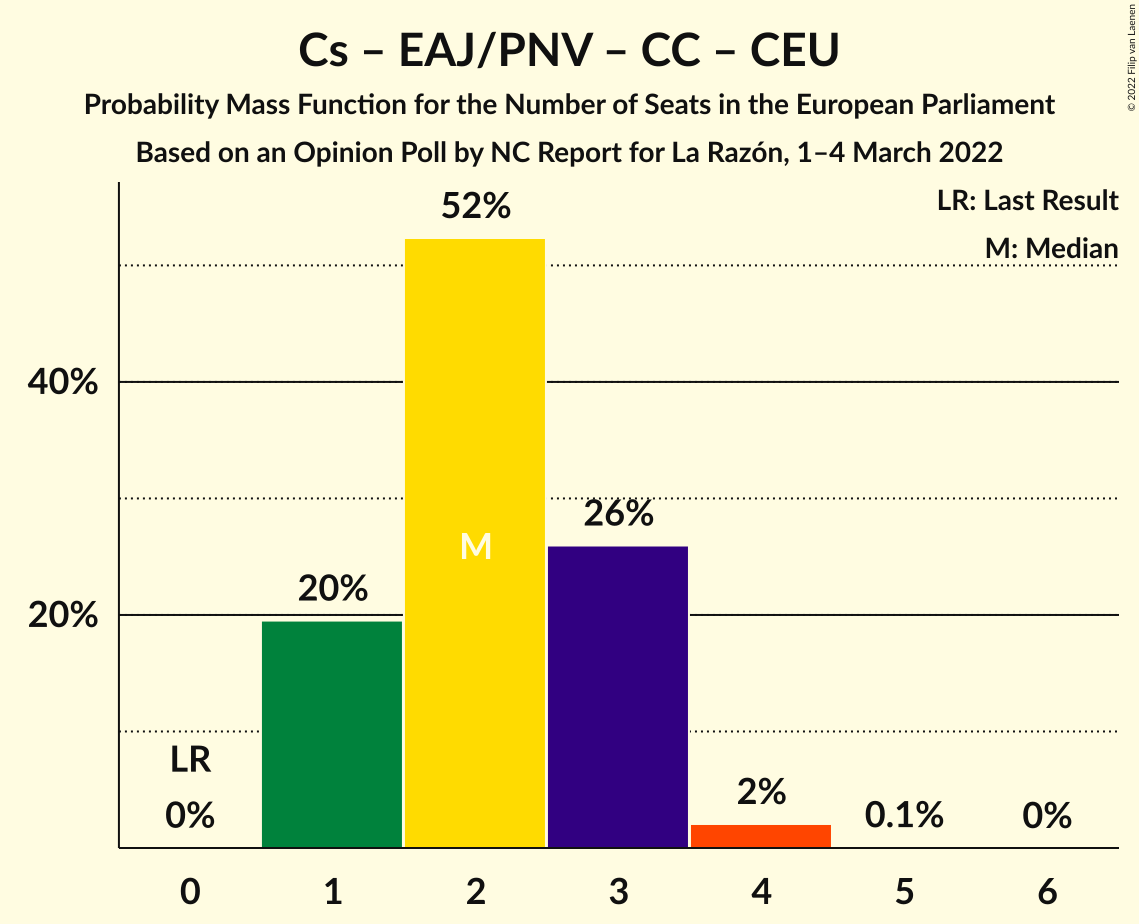 Cs – EAJ/PNV – CC – CEU
Probability Mass Function for the Number of Seats in the European Parliament
Based on an Opinion Poll by NC Report for La Razón, 1–4 March 2022
© 2022 Filip van Laenen
LR: Last Result
M: Median
52%
40%
26%
M
20%
20%
LR
0%
2%
0.1%
0%
0 1 2 3 4 5 6